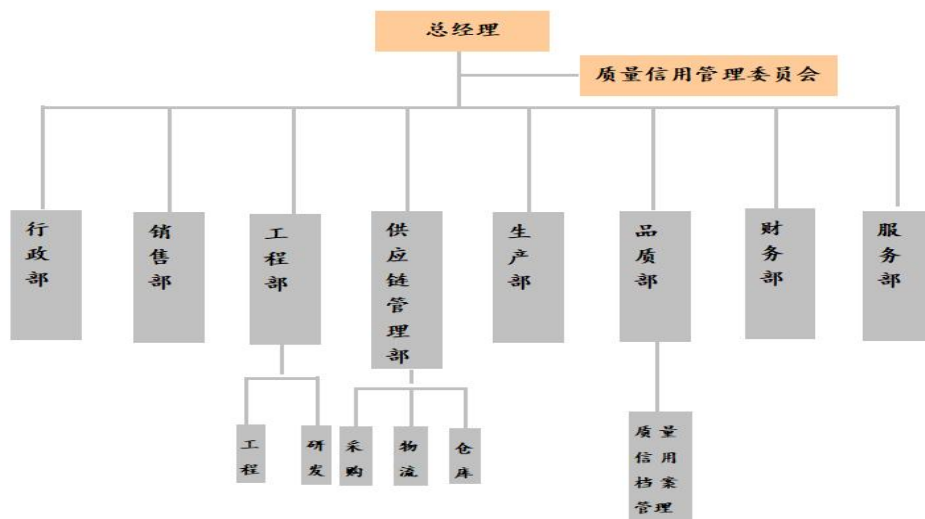 总经理
质量信用管理委员会
行政部
销售部
工程部
供应链管理部
生产部
品质部
财务部
服务部
工程
研发
采购
物流
仓库
质量
信用
档案
管理